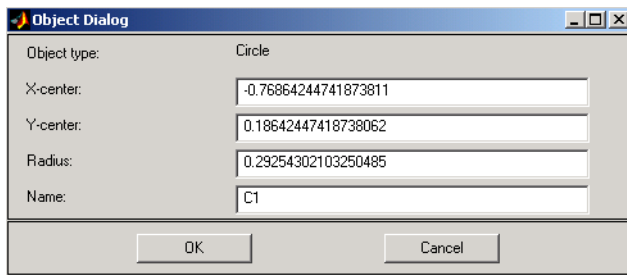 Object Dialog
Object type: Circle
X-center: -0.76864244741873811
Y-center: 0.18642447418738062
Radius: 0.29254302103250485
Name: C1
OK Cancel